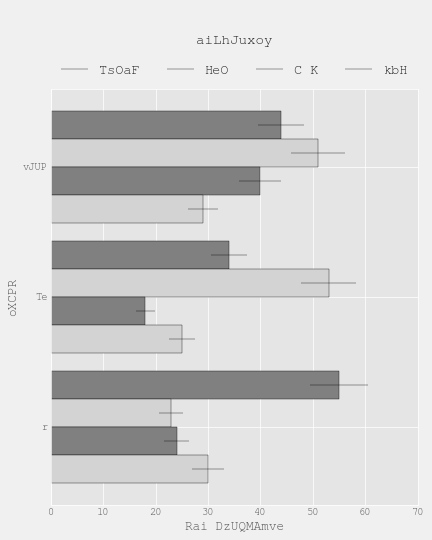 aiLhJuxoy
TsOaF HeO C K kbH
vJUP
Te
r
oXCPR
0 10 20 30 40 50 60 70
Rai DzUQMAmve